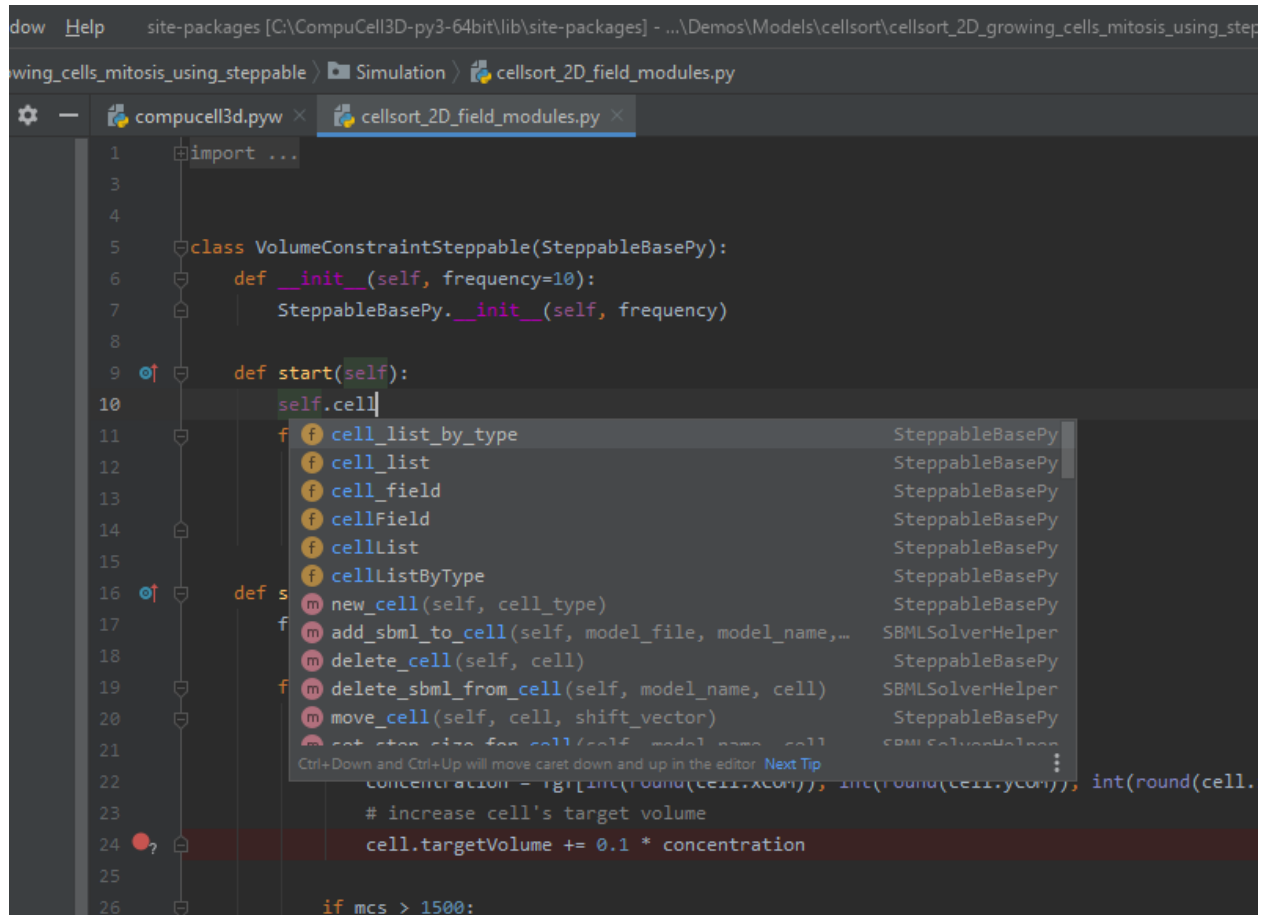 dow Help site-packages [C:\CompuCell3D-py3-64bit\lib\site-packages] - ...\Demos\Models\cellsort\cellsort_2D_growing_cells_mitosis_using_step
owing_cells_mitosis_using_steppable 〉 Simulation 〉 cellsort_2D_field_modules.py
compucell3d.pyw × cellsort_2D_field_modules.py ×
1 import ...
3
4
5 class VolumeConstraintSteppable(SteppableBasePy):
6 def __init__(self, frequency=10):
7 SteppableBasePy.__init__(self, frequency)
8
9 def start(self):
10 self.cell
11 f cell_list_by_type SteppableBasePy
12 cell_list SteppableBasePy
13 cell_field SteppableBasePy
14 cellField SteppableBasePy
cellList SteppableBasePy
15 cellListByType SteppableBasePy
16 def s new_cell(self, cell_type) SteppableBasePy
17 f add_sbml_to_cell(self, model_file, model_name,… SBMLSolverHelper
18 delete_cell(self, cell) SteppableBasePy
19 f delete_sbml_from_cell(self, model_name, cell) SBMLSolverHelper
20 move_cell(self, cell, shift_vector) SteppableBasePy
21 set_step_size_for_cell(self, model_name, cell SBMLSolverHelper
Ctrl+Down and Ctrl+Up will move caret down and up in the editor Next Tip
22 concentration = fgf[int(round(cell.xCOM)), int(round(cell.yCOM)), int(round(cell.
23 # increase cell's target volume
24 ? cell.targetVolume += 0.1 * concentration
25
26 if mcs > 1500: